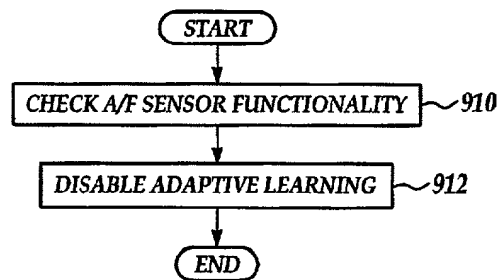 START
CHECK A/F SENSOR FUNCTIONALITY 910
DISABLE ADAPTIVE LEARNING 912
END